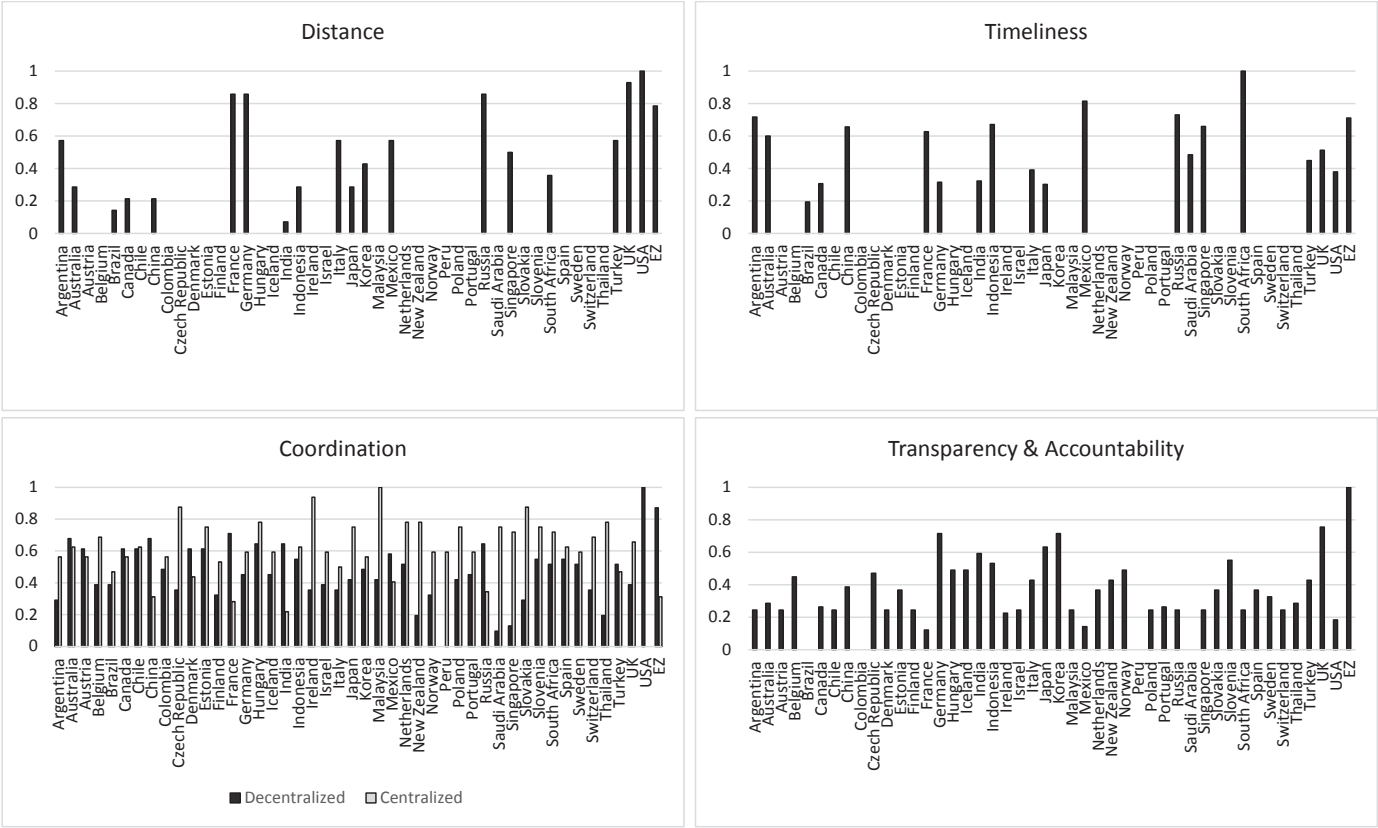 Distance
1
0.8
0.6
0.4
0.2
0
Argentina
Australia
Austria
Belgium
Brazil
Canada
Chile
China
Colombia
Czech Republic
Denmark
Estonia
Finland
France
Germany
Hungary
Iceland
India
Indonesia
Ireland
Israel
Italy
Japan
Korea
Malaysia
Mexico
Netherlands
New Zealand
Norway
Peru
Poland
Portugal
Russia
Saudi Arabia
Singapore
Slovakia
Slovenia
South Africa
Spain
Sweden
Switzerland
Thailand
Turkey
UK
USA
EZ
Timeliness
1
0.8
0.6
0.4
0.2
0
Argentina
Australia
Austria
Belgium
Brazil
Canada
Chile
China
Colombia
Czech Republic
Denmark
Estonia
Finland
France
Germany
Hungary
Iceland
India
Indonesia
Ireland
Israel
Italy
Japan
Korea
Malaysia
Mexico
Netherlands
New Zealand
Norway
Peru
Poland
Portugal
Russia
Saudi Arabia
Singapore
Slovakia
Slovenia
South Africa
Spain
Sweden
Switzerland
Thailand
Turkey
UK
USA
EZ
Coordination
1
0.8
0.6
0.4
0.2
0
Argentina
Australia
Austria
Belgium
Brazil
Canada
Chile
China
Colombia
Czech Republic
Denmark
Estonia
Finland
France
Germany
Hungary
Iceland
India
Indonesia
Ireland
Israel
Italy
Japan
Korea
Malaysia
Mexico
Netherlands
New Zealand
Norway
Peru
Poland
Portugal
Russia
Saudi Arabia
Singapore
Slovakia
Slovenia
South Africa
Spain
Sweden
Switzerland
Thailand
Turkey
UK
USA
EZ
Decentralized Centralized
Transparency & Accountability
1
0.8
0.6
0.4
0.2
0
Argentina
Australia
Austria
Belgium
Brazil
Canada
Chile
China
Colombia
Czech Republic
Denmark
Estonia
Finland
France
Germany
Hungary
Iceland
India
Indonesia
Ireland
Israel
Italy
Japan
Korea
Malaysia
Mexico
Netherlands
New Zealand
Norway
Peru
Poland
Portugal
Russia
Saudi Arabia
Singapore
Slovakia
Slovenia
South Africa
Spain
Sweden
Switzerland
Thailand
Turkey
UK
USA
EZ